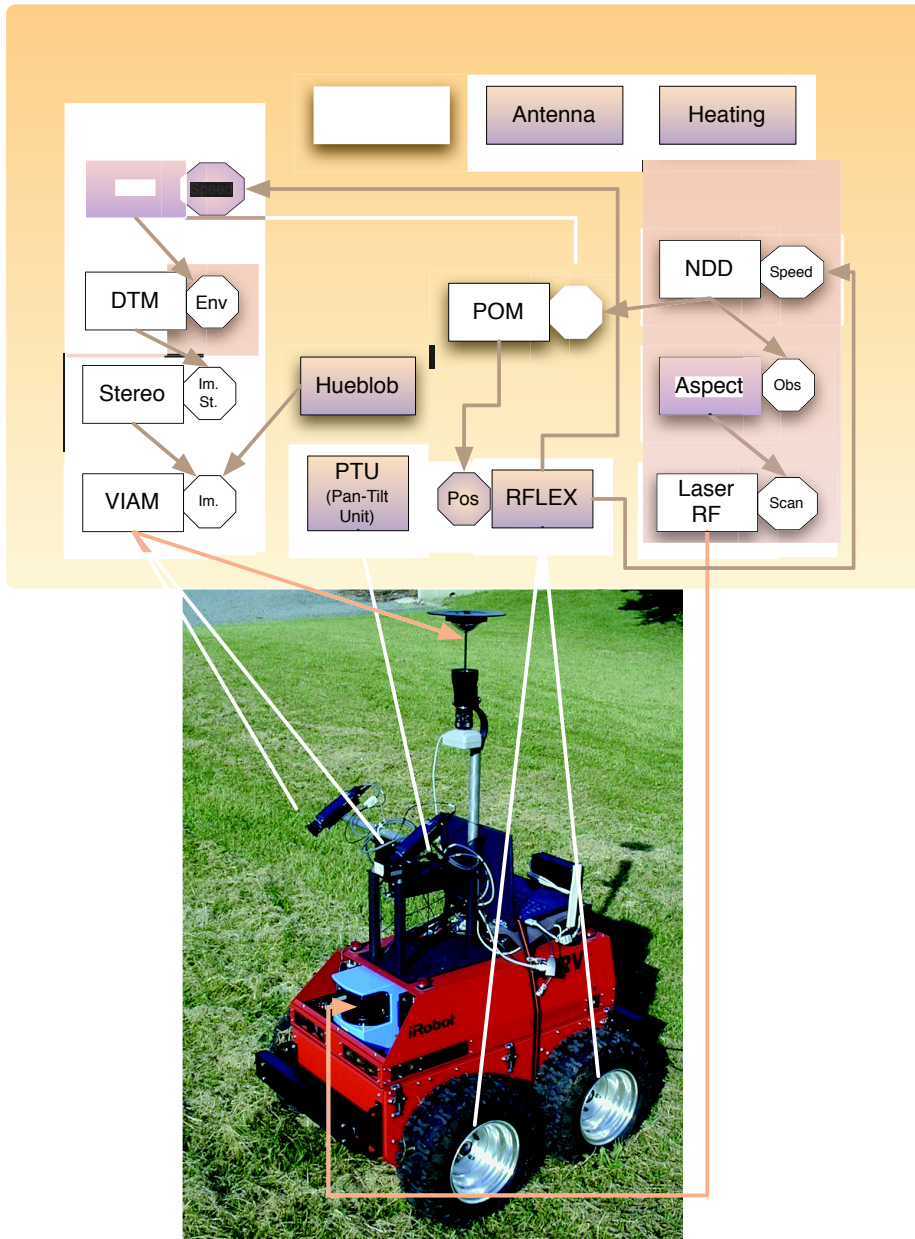 Antenna
Heating
Speed
NDD
Speed
DTM
Env
POM
Stereo
Im.
St.
Hueblob
Aspect
Obs
VIAM
Im.
PTU
(Pan-Tilt
Unit)
Pos
RFLEX
Laser
RF
Scan
iRobot